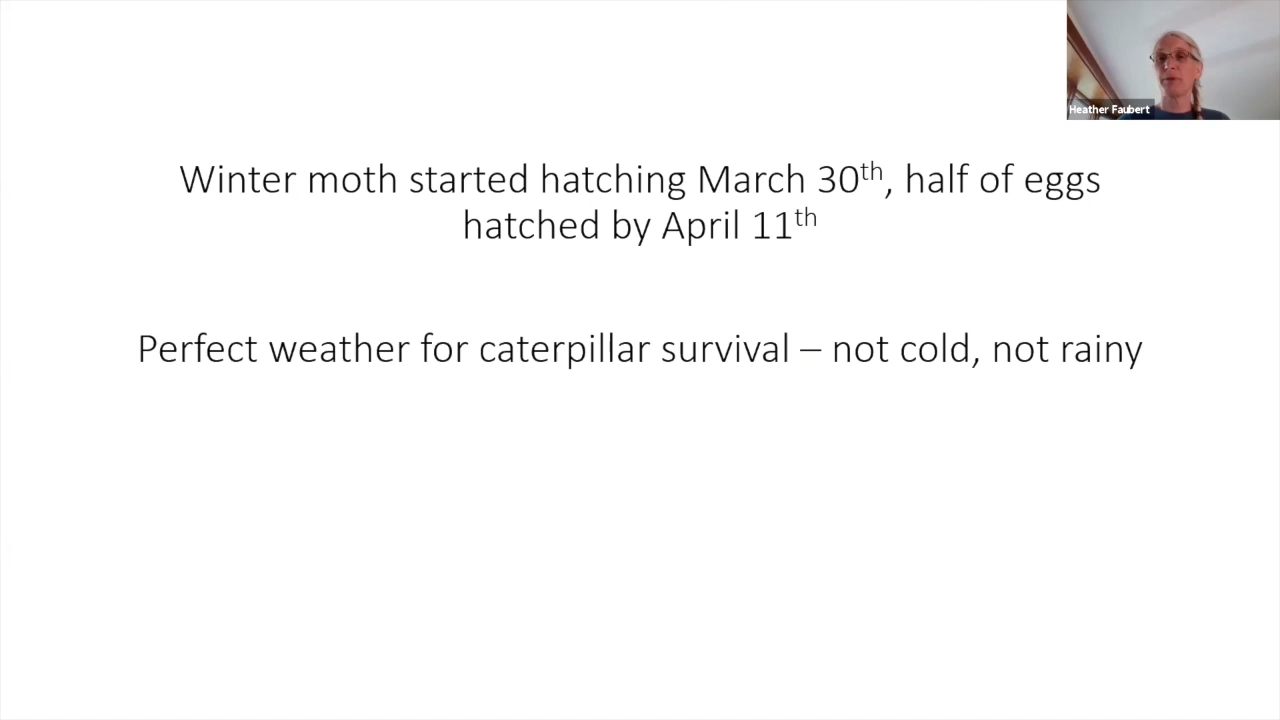 Heather Faubert
Winter moth started hatching March 30th, half of eggs
hatched by April 11th
Perfect weather for caterpillar survival – not cold, not rainy